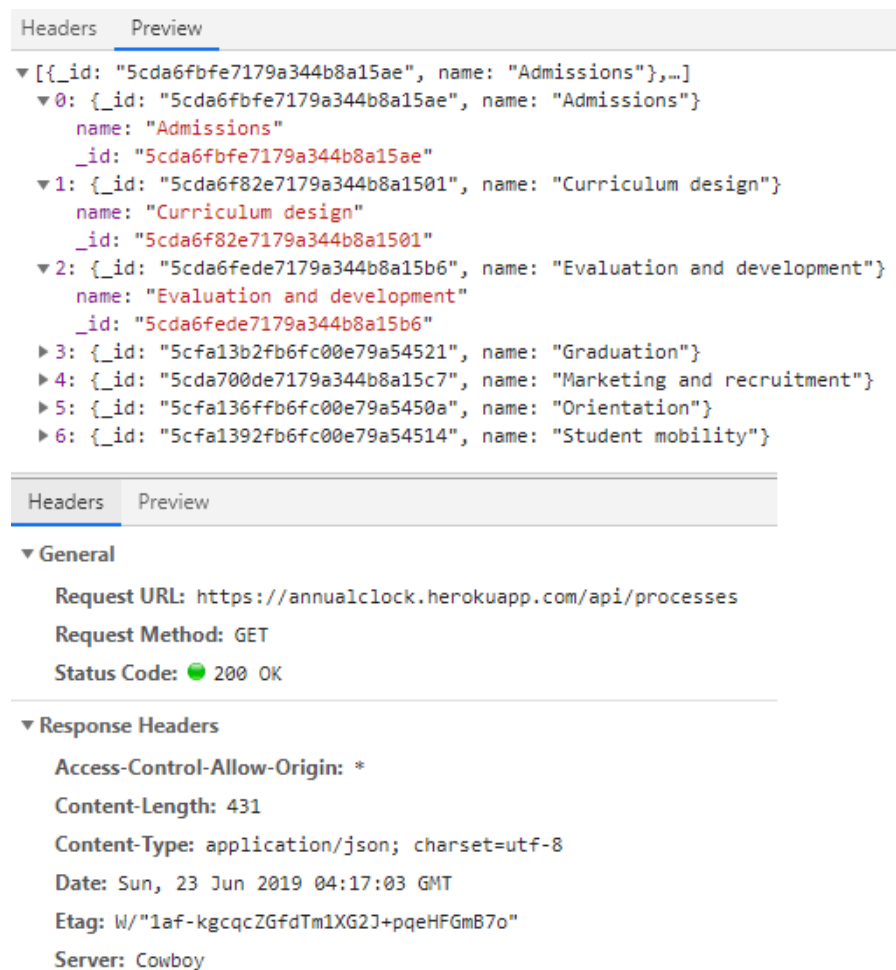 Headers Preview
▼[{_id: "5cda6fbfe7179a344b8a15ae", name: "Admissions"},…]
▼0: {_id: "5cda6fbfe7179a344b8a15ae", name: "Admissions"}
name: "Admissions"
_id: "5cda6fbfe7179a344b8a15ae"
▼1: {_id: "5cda6f82e7179a344b8a1501", name: "Curriculum design"}
name: "Curriculum design"
_id: "5cda6f82e7179a344b8a1501"
▼2: {_id: "5cda6fede7179a344b8a15b6", name: "Evaluation and development"}
name: "Evaluation and development"
_id: "5cda6fede7179a344b8a15b6"
▶3: {_id: "5cfa13b2fb6fc00e79a54521", name: "Graduation"}
▶4: {_id: "5cda700de7179a344b8a15c7", name: "Marketing and recruitment"}
▶5: {_id: "5cfa136ffb6fc00e79a5450a", name: "Orientation"}
▶6: {_id: "5cfa1392fb6fc00e79a54514", name: "Student mobility"}
Headers Preview
▼General
Request URL: https://annualclock.herokuapp.com/api/processes
Request Method: GET
Status Code: 200 OK
▼Response Headers
Access-Control-Allow-Origin: *
Content-Length: 431
Content-Type: application/json; charset=utf-8
Date: Sun, 23 Jun 2019 04:17:03 GMT
Etag: W/"1af-kgcqcZGfdTm1XG2J+pqeHFGmB7o"
Server: Cowboy